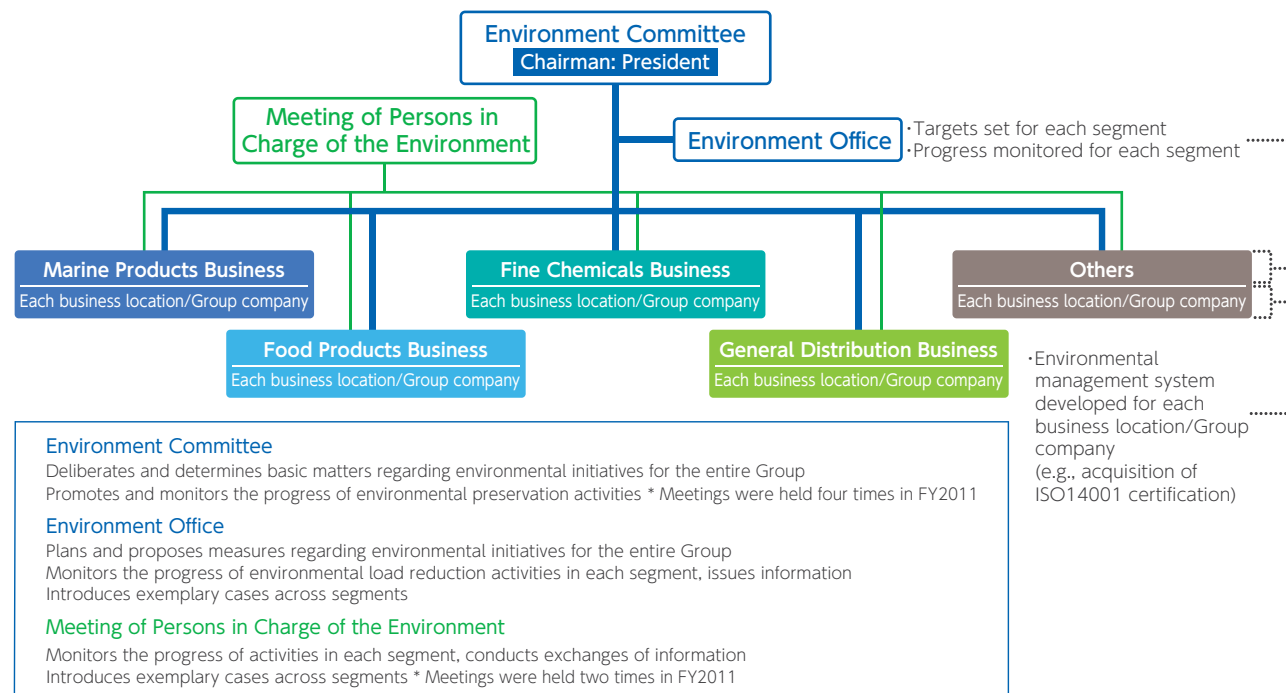 Environment Committee
Chairman: President
Meeting of Persons in
Charge of the Environment
Environment Office
·Targets set for each segment
·Progress monitored for each segment
Marine Products Business
Each business location/Group company
Fine Chemicals Business
Each business location/Group company
Others
Each business location/Group company
Food Products Business
Each business location/Group company
General Distribution Business
Each business location/Group company
·Environmental
management system
developed for each
business location/Group
company
(e.g., acquisition of
ISO14001 certification)
Environment Committee
Deliberates and determines basic matters regarding environmental initiatives for the entire Group
Promotes and monitors the progress of environmental preservation activities * Meetings were held four times in FY2011
Environment Office
Plans and proposes measures regarding environmental initiatives for the entire Group
Monitors the progress of environmental load reduction activities in each segment, issues information
Introduces exemplary cases across segments
Meeting of Persons in Charge of the Environment
Monitors the progress of activities in each segment, conducts exchanges of information
Introduces exemplary cases across segments * Meetings were held two times in FY2011